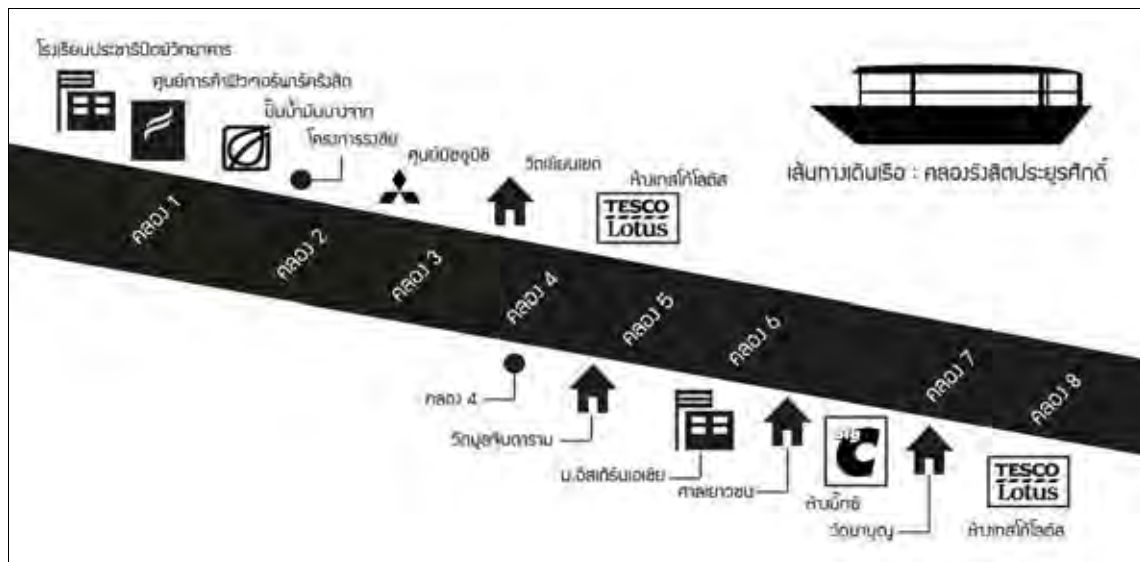 โรงเรียนประชาธิปัตย์วิทยาคาร
ศูนย์การค้าฟิวเจอร์พาร์ครังสิต
ปั๊มน้ำมันบางจาก
โครงการรงชัย
ศูนย์มิซซูบิชิ
วัดเขียนเขต
ห้างเทสโก้โลตัส
TESCO
Lotus
เส้นทางเดินเรือ : คลองรังสิตประยูรศักดิ์
คลอง 1
คลอง 2
คลอง 3
คลอง 4
คลอง 5
คลอง 6
คลอง 7
คลอง 8
คลอง 4
วัดมูลจินดาราม
ม.อีสเทิร์นเอเชีย
ศาลเยาวชน
BIG
C
ห้างบิ๊กซี
วัดนาบุญ
TESCO
Lotus
ห้างเทสโก้โลตัส